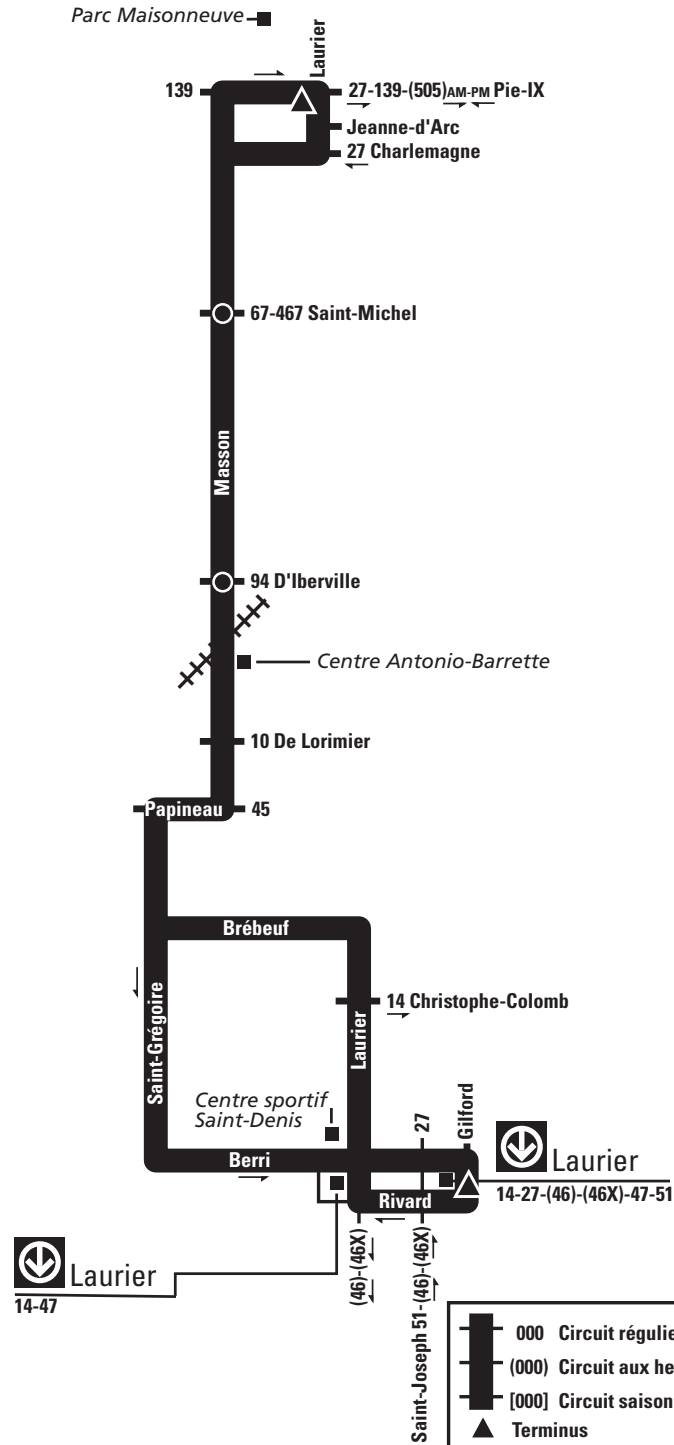 Parc Maisonneuve
Laurier
139
27-139-(505)AM-PM Pie-IX
Jeanne-d'Arc
27 Charlemagne
67-467 Saint-Michel
Masson
94 D'Iberville
Centre Antonio-Barrette
10 De Lorimier
Papineau
45
Brébeuf
Saint-Grégoire
14 Christophe-Colomb
Laurier
Centre sportif
Saint-Denis
27
Gilford
Laurier
14-27-(46)-(46X)-47-51
Berri
Rivard
Laurier
14-47
(46)-(46X)
Saint-Joseph 51-(46)-(46X)
000 Circuit régulie
(000) Circuit aux he
[000] Circuit saison
Terminus